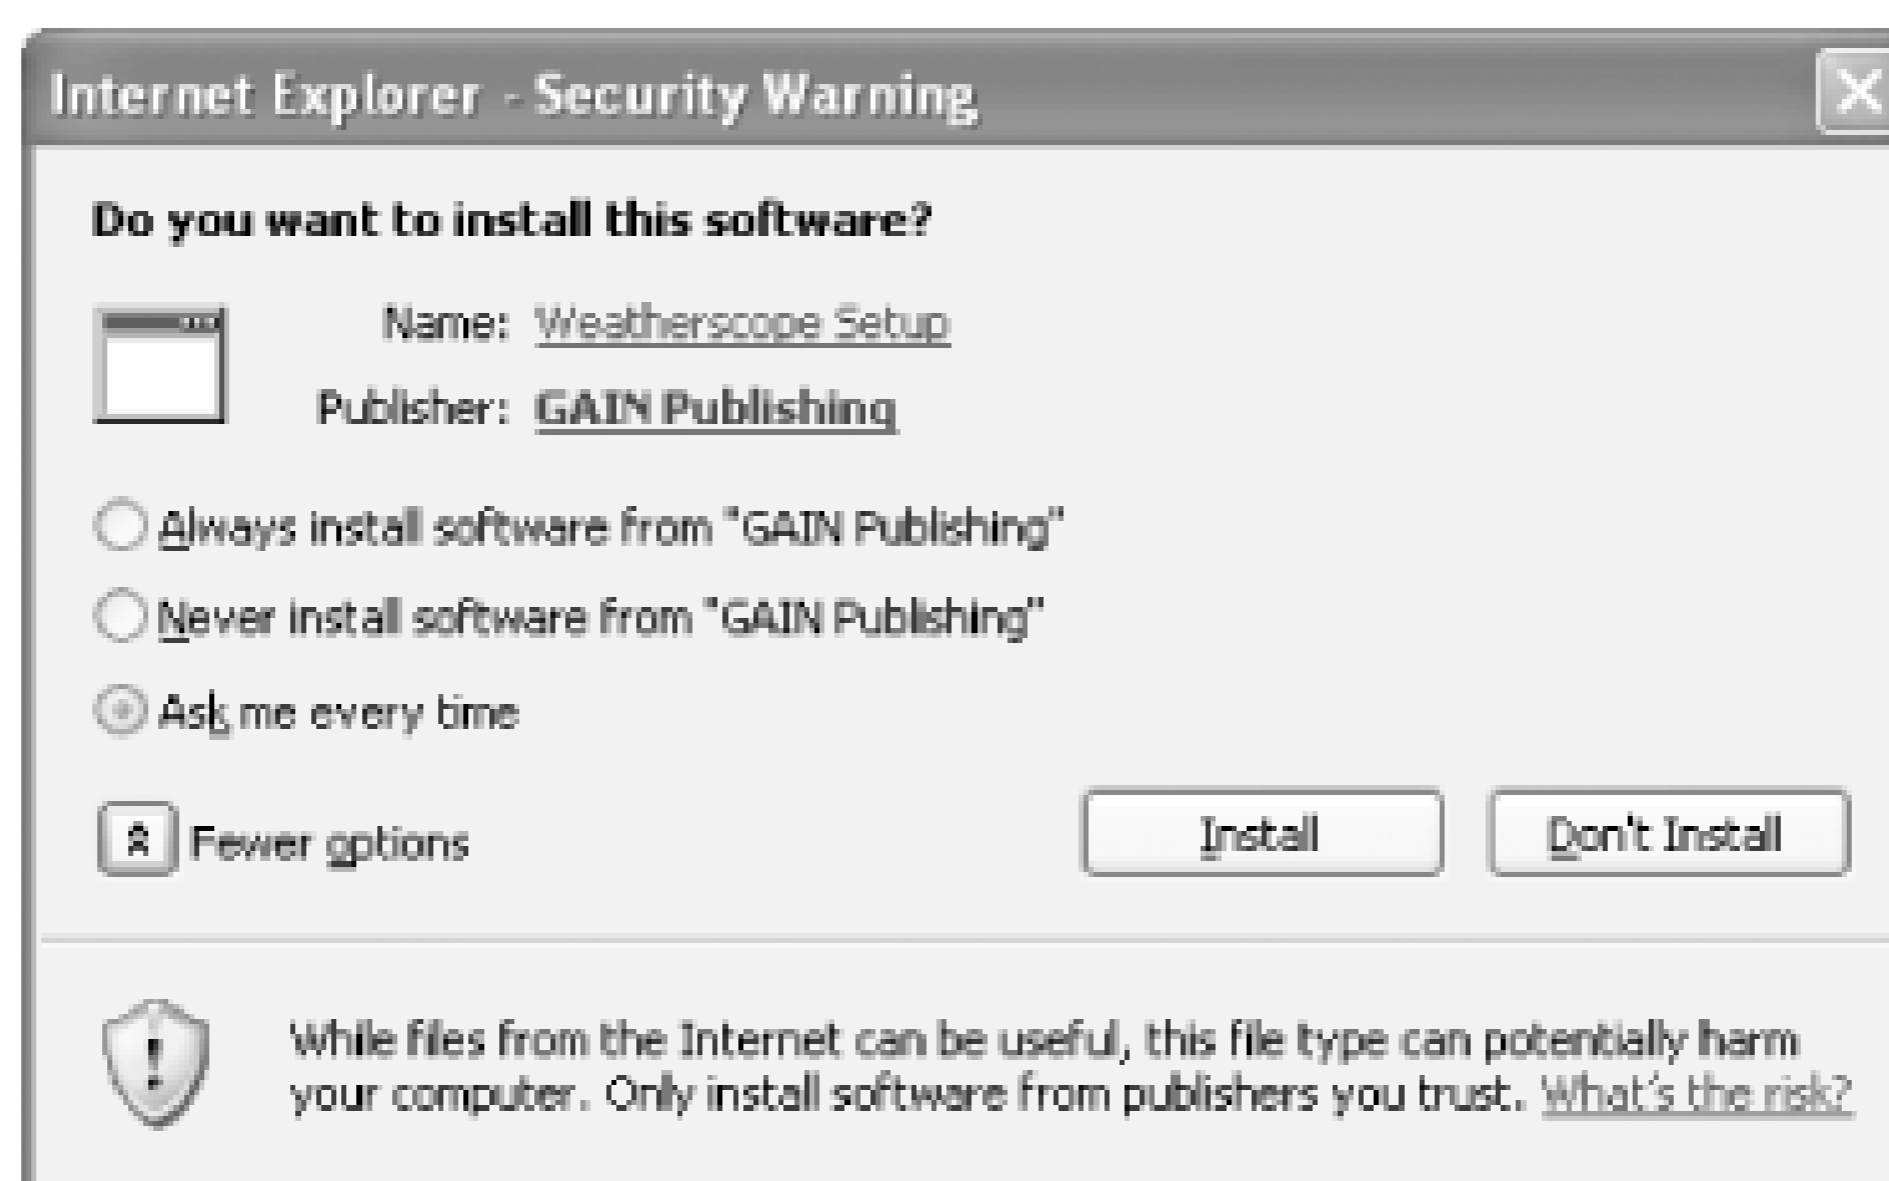 Internet Explorer - Security Warning
Do you want to install this software?
Name: Weatherscope Setup
Publisher: GAIN Publishing
Always install software from "GAIN Publishing"
Never install software from "GAIN Publishing"
Ask me every time
Fewer options
Install
Don't Install
While files from the Internet can be useful, this file type can potentially harm
your computer. Only install software from publishers you trust. What's the risk?